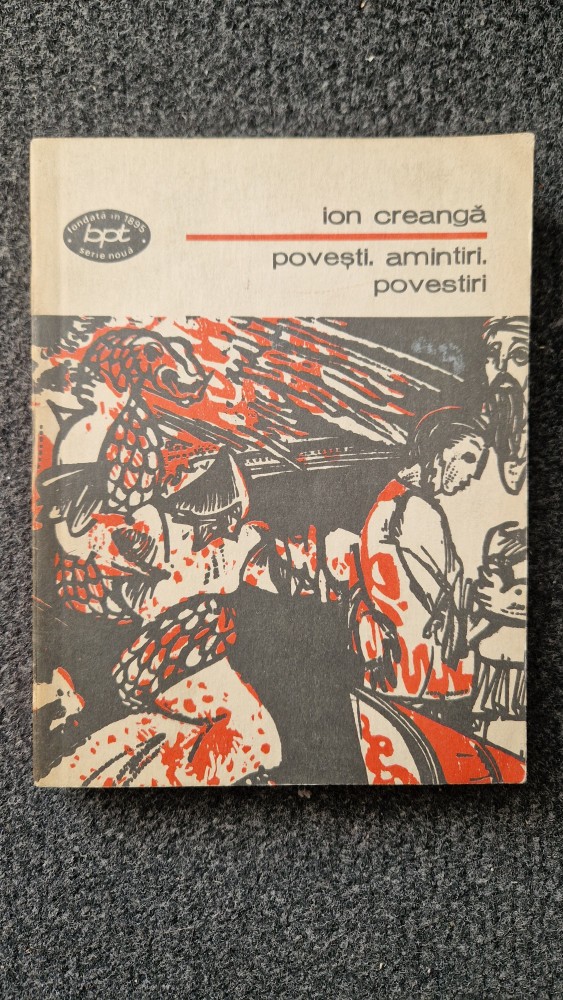 ion creangă
fondată în 1895
bpt
serie nouă
povești. amintiri.
povestiri